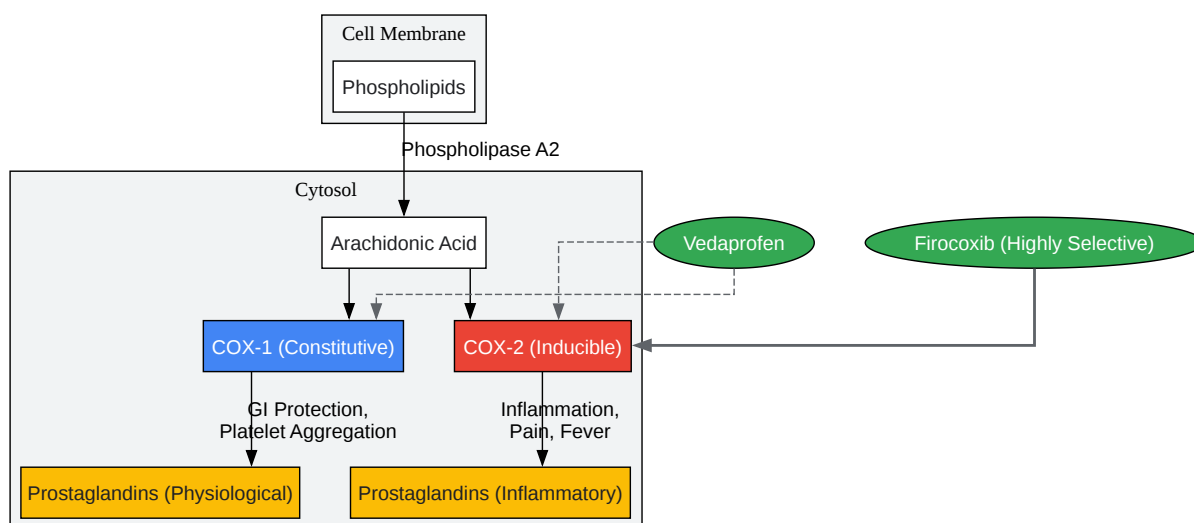 Cell Membrane
Phospholipids
Phospholipase A2
Cytosol
Arachidonic Acid
Vedaprofen
Firocoxib (Highly Selective)
COX-1 (Constitutive)
COX-2 (Inducible)
GI Protection,
Platelet Aggregation
Inflammation,
Pain, Fever
Prostaglandins (Physiological)
Prostaglandins (Inflammatory)